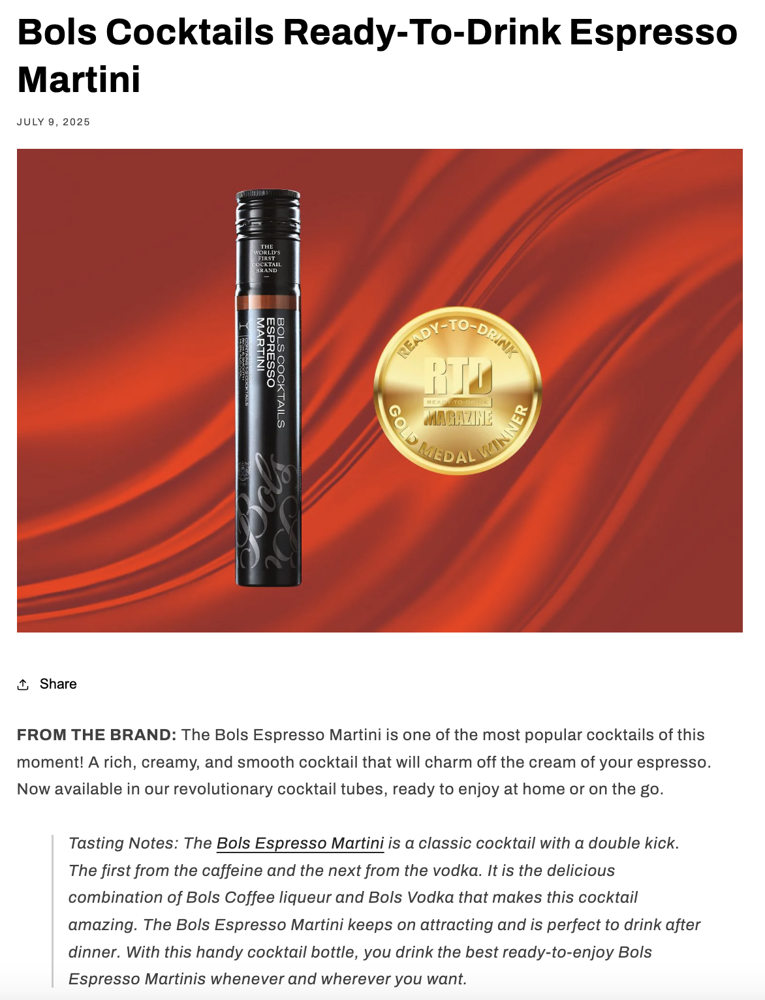 Bols Cocktails Ready-To-Drink Espresso
Martini
JULY 9, 2025
THE
WORLD'S
FIRST
COCKTAIL
BRAND
BOLS COCKTAILS
ESPRESSO
MARTINI
CONTAINS 1-2 COCKTAILS
RICH & SMOOTH
Bols
READY-TO-DRINK
RTD
READY-TO-DRINK
MAGAZINE
GOLD MEDAL WINNER
Share
FROM THE BRAND: The Bols Espresso Martini is one of the most popular cocktails of this
moment! A rich, creamy, and smooth cocktail that will charm off the cream of your espresso.
Now available in our revolutionary cocktail tubes, ready to enjoy at home or on the go.
Tasting Notes: The Bols Espresso Martini is a classic cocktail with a double kick.
The first from the caffeine and the next from the vodka. It is the delicious
combination of Bols Coffee liqueur and Bols Vodka that makes this cocktail
amazing. The Bols Espresso Martini keeps on attracting and is perfect to drink after
dinner. With this handy cocktail bottle, you drink the best ready-to-enjoy Bols
Espresso Martinis whenever and wherever you want.